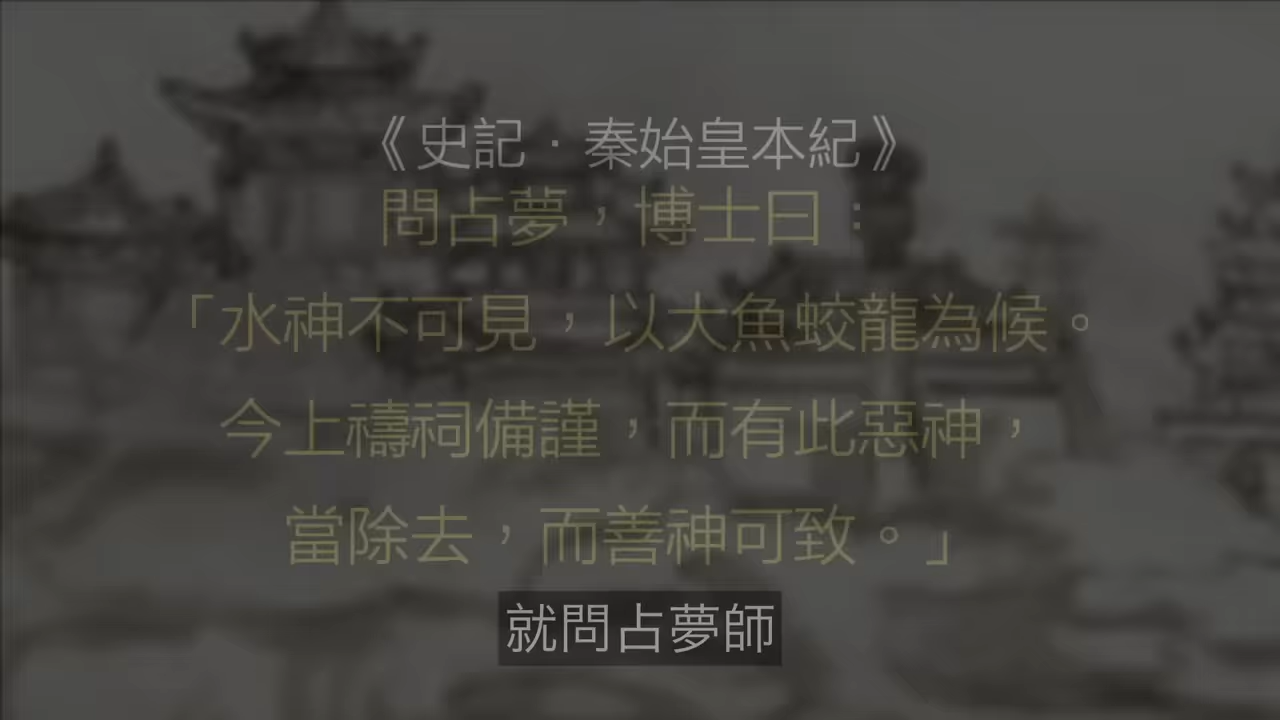 《史記．秦始皇本紀》
問占夢，博士曰：
「水神不可見，以大魚蛟龍為候。
今上禱祠備謹，而有此惡神，
當除去，而善神可致。」
就問占夢師